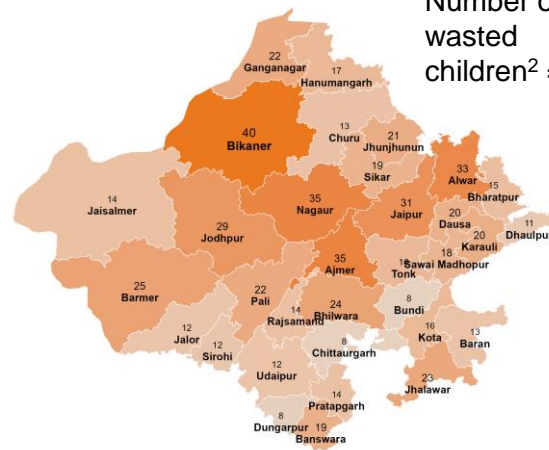 Number o
wasted
children² =
22
Ganganagar
17
Hanumangarh
40
Bikaner
13
Churu
21
Jhunjhunun
19
Sikar
33
Alwar
15
Bharatpur
14
Jaisalmer
35
Nagaur
31
Jaipur
20
Dausa
11
Dhaulpu
29
Jodhpur
20
Karauli
35
Ajmer
18
Sawai Madhopur
Tonk
25
Barmer
22
Pali
14
Rajsamand
24
Bhilwara
8
Bundi
12
Jalor
12
Sirohi
8
Chittaurgarh
16
Kota
13
Baran
12
Udaipur
23
Jhalawar
14
Pratapgarh
8
Dungarpur
19
Banswara